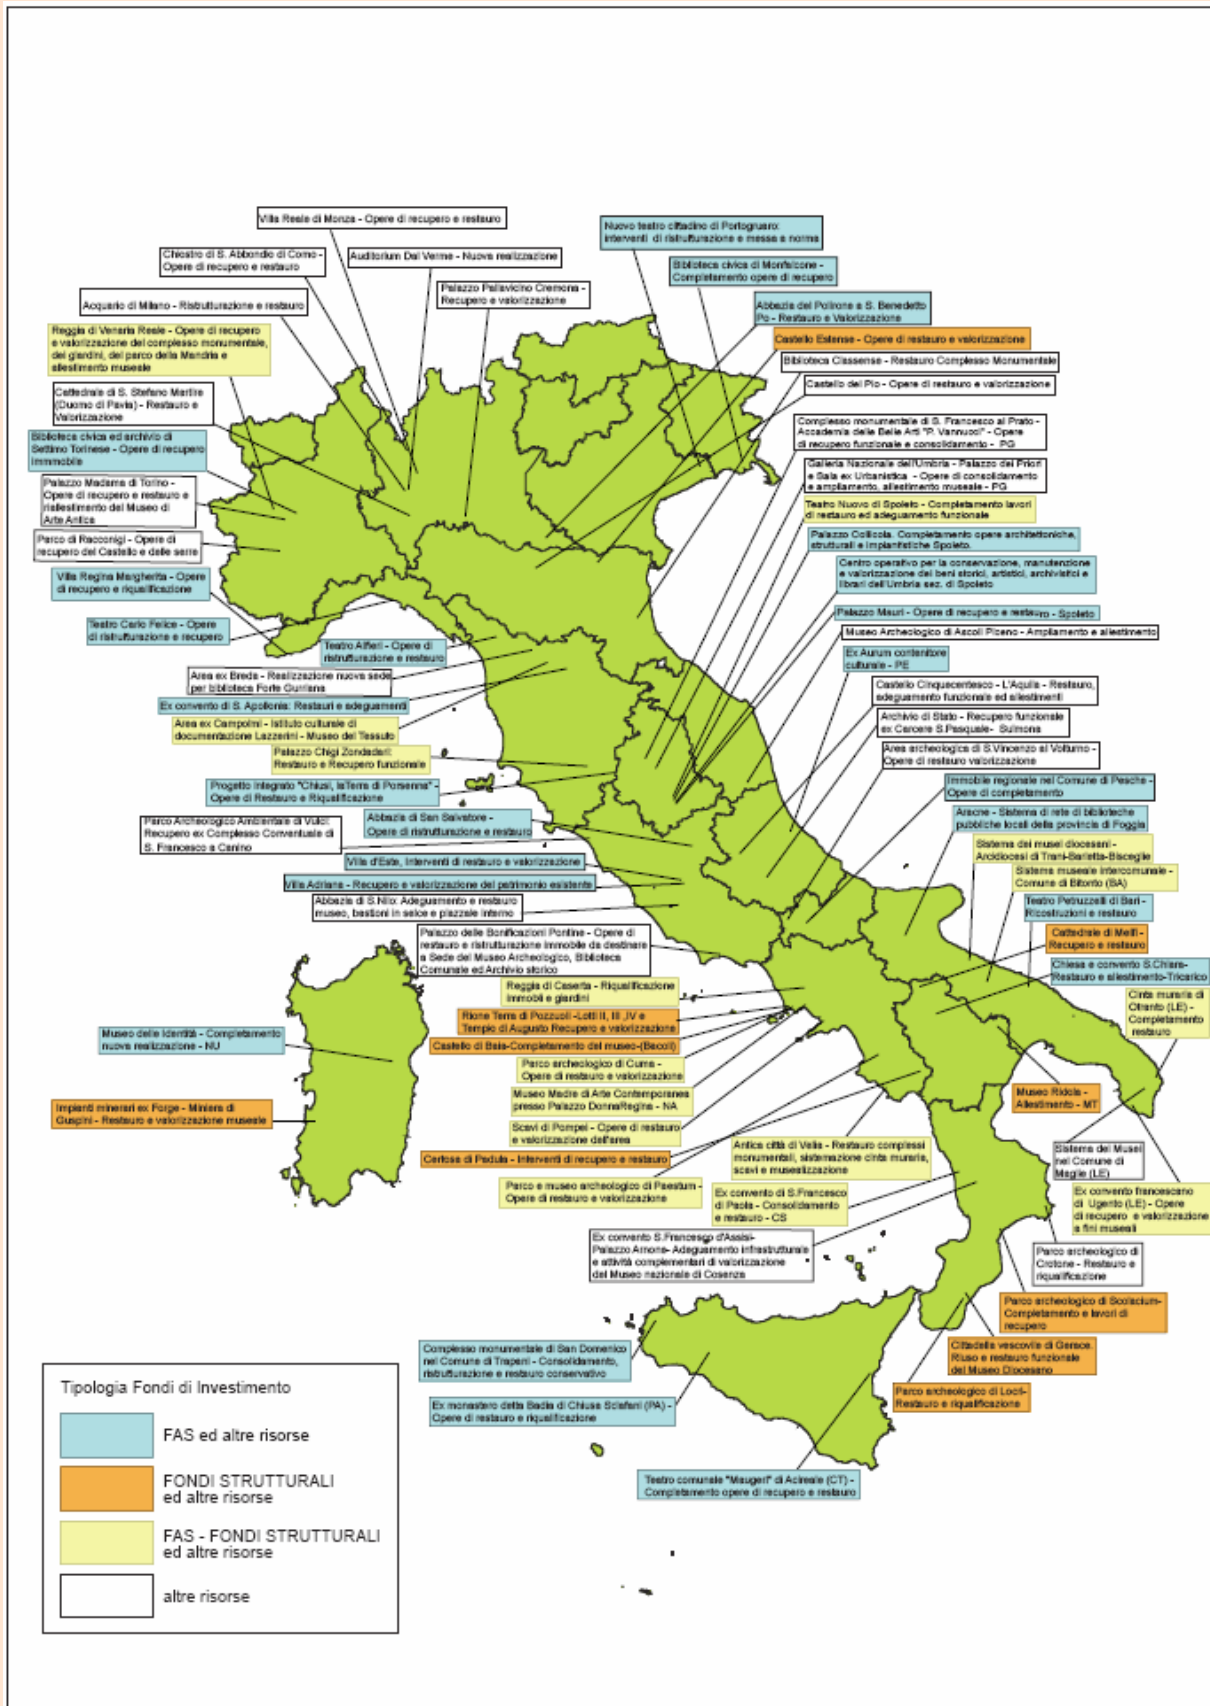 Villa Reale di Monza - Opere di recupero e restauro
Chiostro di S. Abbondio di Como -
Opere di recupero e restauro
Auditorium Dal Verme - Nuova realizzazione
Acquario di Milano - Ristrutturazione e restauro
Palazzo Pallavicino Cremona -
Recupero e valorizzazione
Reggia di Venaria Reale - Opere di recupero
e valorizzazione del complesso monumentale,
dei giardini, del parco della Mandria e
allestimento museale
Cattedrale di S. Stefano Martire
(Duomo di Pavia) - Restauro e
Valorizzazione
Biblioteca civica ed archivio di
Settimo Torinese - Opere di recupero
immmobile
Palazzo Madama di Torino -
Opere di recupero e restauro e
riallestimento del Museo di
Arte Antica
Parco di Racconigi - Opere di
recupero del Castello e delle serre
Villa Regina Margherita - Opere
di recupero e riqualificazione
Teatro Carlo Felice - Opere
di ristrutturazione e recupero
Teatro Alfieri - Opere di
ristrutturazione e restauro
Area ex Breda - Realizzazione nuova sede
per biblioteca Forte Gurriana
Ex convento di S. Apollonia: Restauri e adeguamenti
Area ex Campolmi - Istituto culturale di
documentazione Lazzerini - Museo del Tessuto
Palazzo Chigi Zondadari:
Restauro e Recupero funzionale
Progetto integrato "Chiusi, laTerra di Porsenna" -
Opere di Restauro e Riqualificazione
Parco Archeologico Ambientale di Vulci:
Recupero ex Complesso Conventuale di
S. Francesco a Canino
Abbazia di San Salvatore -
Opere di ristrutturazione e restauro
Villa d'Este, Interventi di restauro e valorizzazione
Villa Adriana - Recupero e valorizzazione del patrimonio esistente
Abbazia di S.Nilo: Adeguamento e restauro
museo, bastioni in selce e piazzale interno
Palazzo delle Bonificazioni Pontine - Opere di
restauro e ristrutturazione immobile da destinare
a Sede del Museo Archeologico, Biblioteca
Comunale ed Archivio storico
Reggia di Caserta - Riqualificazione
immobili e giardini
Rione Terra di Pozzuoli -Lotti II, III ,IV e
Tempio di Augusto Recupero e valorizzazione
Castello di Baia-Completamento del museo-(Bacoli)
Parco archeologico di Cuma -
Opere di restauro e valorizzazione
Museo Madre di Arte Contemporanea
presso Palazzo DonnaRegina - NA
Scavi di Pompei - Opere di restauro
e valorizzazione dell'area
Certosa di Padula - Interventi di recupero e restauro
Parco e museo archeologico di Paestum -
Opere di restauro e valorizzazione
Museo delle Identità - Completamento
nuova realizzazione - NU
Impianti minerari ex Forge - Miniera di
Guspini - Restauro e valorizzazione museale
Nuovo teatro cittadino di Portogruaro:
interventi di ristrutturazione e messa a norma
Biblioteca civica di Monfalcone -
Completamento opere di recupero
Abbazia del Polirone a S. Benedetto
Po - Restauro e Valorizzazione
Castello Estense - Opere di restauro e valorizzazione
Biblioteca Classense - Restauro Complesso Monumentale
Castello dei Pio - Opere di restauro e valorizzazione
Complesso monumentale di S. Francesco al Prato -
Accademia delle Belle Arti "P. Vannucci" - Opere
di recupero funzionale e consolidamento - PG
Galleria Nazionale dell'Umbria - Palazzo dei Priori
e Sala ex Urbanistica - Opere di consolidamento
e ampliamento, allestimento museale - PG
Teatro Nuovo di Spoleto - Completamento lavori
di restauro ed adeguamento funzionale
Palazzo Collicola. Completamento opere architettoniche,
strutturali e impiantistiche Spoleto.
Centro operativo per la conservazione, manutenzione
e valorizzazione dei beni storici, artistici, archivistici e
librari dell'Umbria sez. di Spoleto
Palazzo Mauri - Opere di recupero e restauro - Spoleto
Museo Archeologico di Ascoli Piceno - Ampliamento e allestimento
Ex Aurum contenitore
culturale - PE
Castello Cinquecentesco - L'Aquila - Restauro,
adeguamento funzionale ed allestimenti
Archivio di Stato - Recupero funzionale
ex Carcere S.Pasquale- Sulmona
Area archeologica di S.Vincenzo al Volturno -
Opere di restauro valorizzazione
Immobile regionale nel Comune di Pesche -
Opere di completamento
Aracne - Sistema di rete di biblioteche
pubbliche locali della provincia di Foggia
Sistema dei musei diocesani -
Arcidiocesi di Trani-Barletta-Bisceglie
Sistema museale intercomunale -
Comune di Bitonto (BA)
Teatro Petruzzelli di Bari -
Ricostruzioni e restauro
Cattedrale di Melfi -
Recupero e restauro
Chiesa e convento S.Chiara-
Restauro e allestimento-Tricarico
Cinta muraria di
Otranto (LE) -
Completamento
restauro
Museo Ridola -
Allestimento - MT
Sistema dei Musei
nel Comune di
Maglie (LE)
Ex convento francescano
di Ugento (LE) - Opere
di recupero e valorizzazione
a fini museali
Antica città di Velia - Restauro complessi
monumentali, sistemazione cinta muraria,
scavi e musealizzazione
Ex convento di S.Francesco
di Paola - Consolidamento
e restauro - CS
Ex convento S.Francesco d'Assisi-
Palazzo Arnone- Adeguamento infrastrutturale
e attività complementari di valorizzazione
del Museo nazionale di Cosenza
Parco archeologico di
Crotone - Restauro e
riqualificazione
Parco archeologico di Scolacium-
Completamento e lavori di
recupero
Cittadella vescovile di Gerace.
Riuso e restauro funzionale
del Museo Diocesano
Parco archeologico di Locri-
Restauro e riqualificazione
Complesso monumentale di San Domenico
nel Comune di Trapani - Consolidamento,
ristrutturazione e restauro conservativo
Ex monastero detta Badia di Chiusa Sclafani (PA) -
Opere di restauro e riqualificazione
Teatro comunale "Maugeri" di Acireale (CT) -
Completamento opere di recupero e restauro
Tipologia Fondi di Investimento
FAS ed altre risorse
FONDI STRUTTURALI
ed altre risorse
FAS - FONDI STRUTTURALI
ed altre risorse
altre risorse